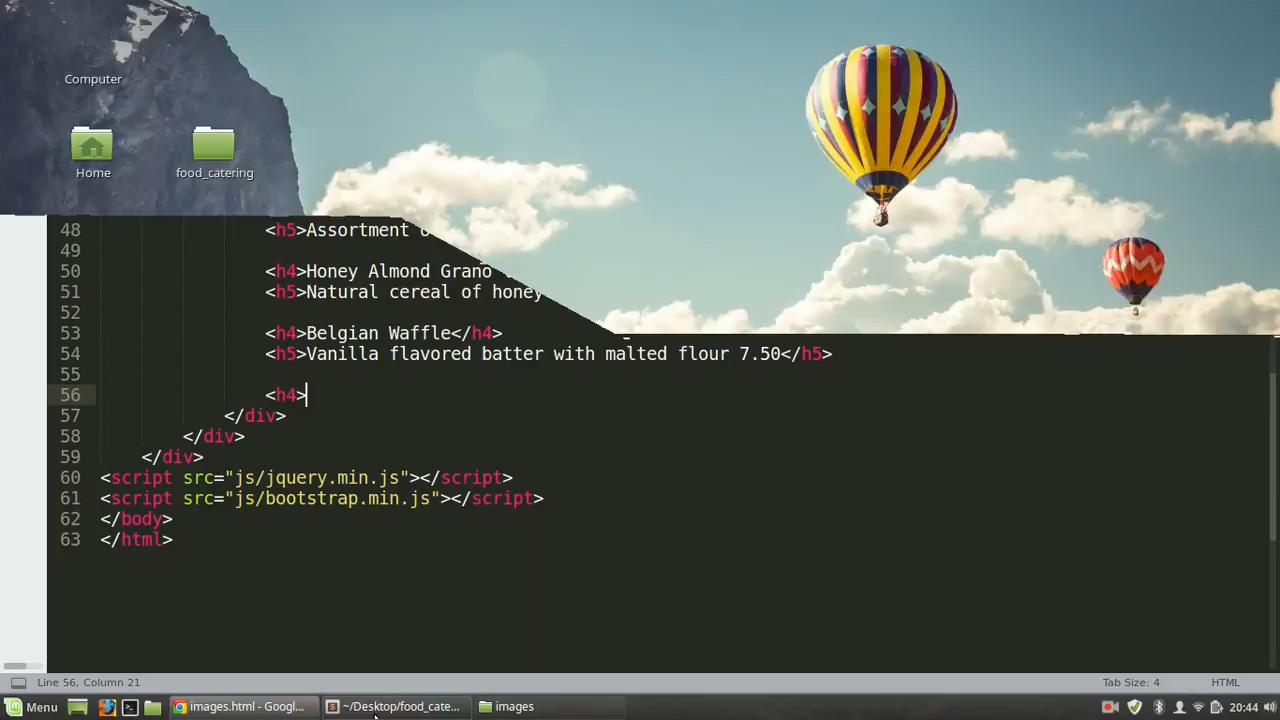 Computer
Home
food_catering
48 <h5>Assortment
49
50 <h4>Honey Almond Grano
51 <h5>Natural cereal of honey
52
53 <h4>Belgian Waffle</h4>
54 <h5>Vanilla flavored batter with malted flour 7.50</h5>
55
56 <h4>
57 </div>
58 </div>
59 </div>
60 <script src="js/jquery.min.js"></script>
61 <script src="js/bootstrap.min.js"></script>
62 </body>
63 </html>
Line 56, Column 21
Tab Size: 4
HTML
Menu
images.html - Googl...
~/Desktop/food_cate...
images
20:44